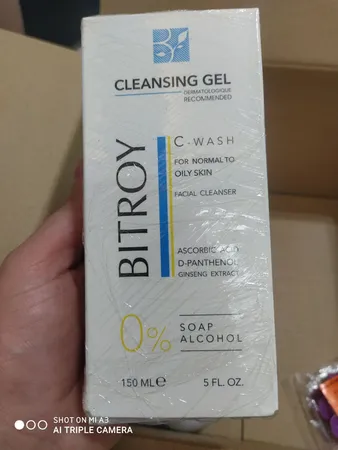 CLEANSING GEL
DERMATOLOGIQUE
RECOMMENDED
BITROY
C-WASH
FOR NORMAL TO
OILY SKIN
FACIAL CLEANSER
ASCORBIC ACID
D-PANTHENOL
GINSENG EXTRACT
0%
SOAP
ALCOHOL
150 ML e
5 FL. OZ.
SHOT ON MI A3
AI TRIPLE CAMERA